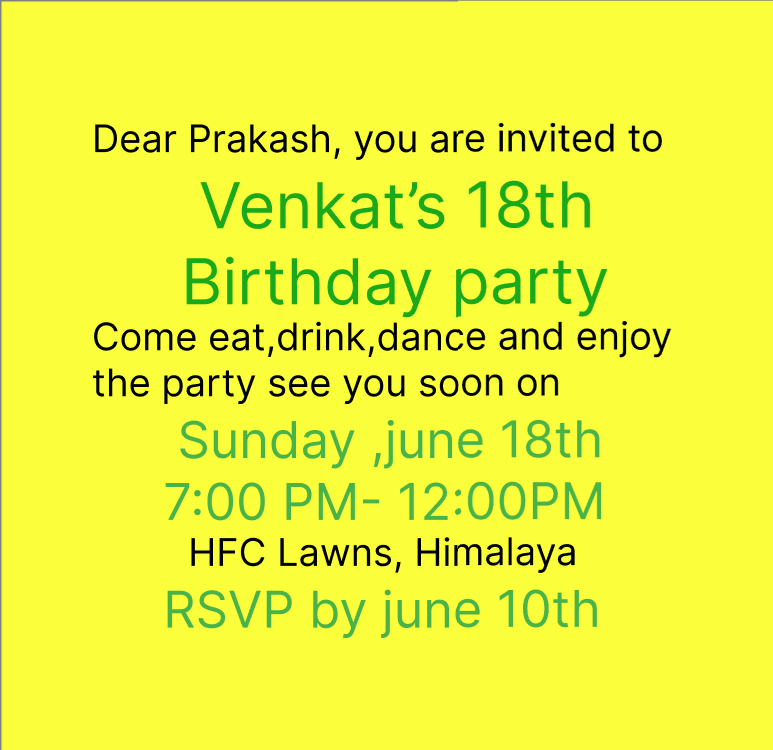 Dear Prakash, you are invited to
Venkat’s 18th
Birthday party
Come eat,drink,dance and enjoy
the party see you soon on
Sunday ,june 18th
7:00 PM- 12:00PM
HFC Lawns, Himalaya
RSVP by june 10th